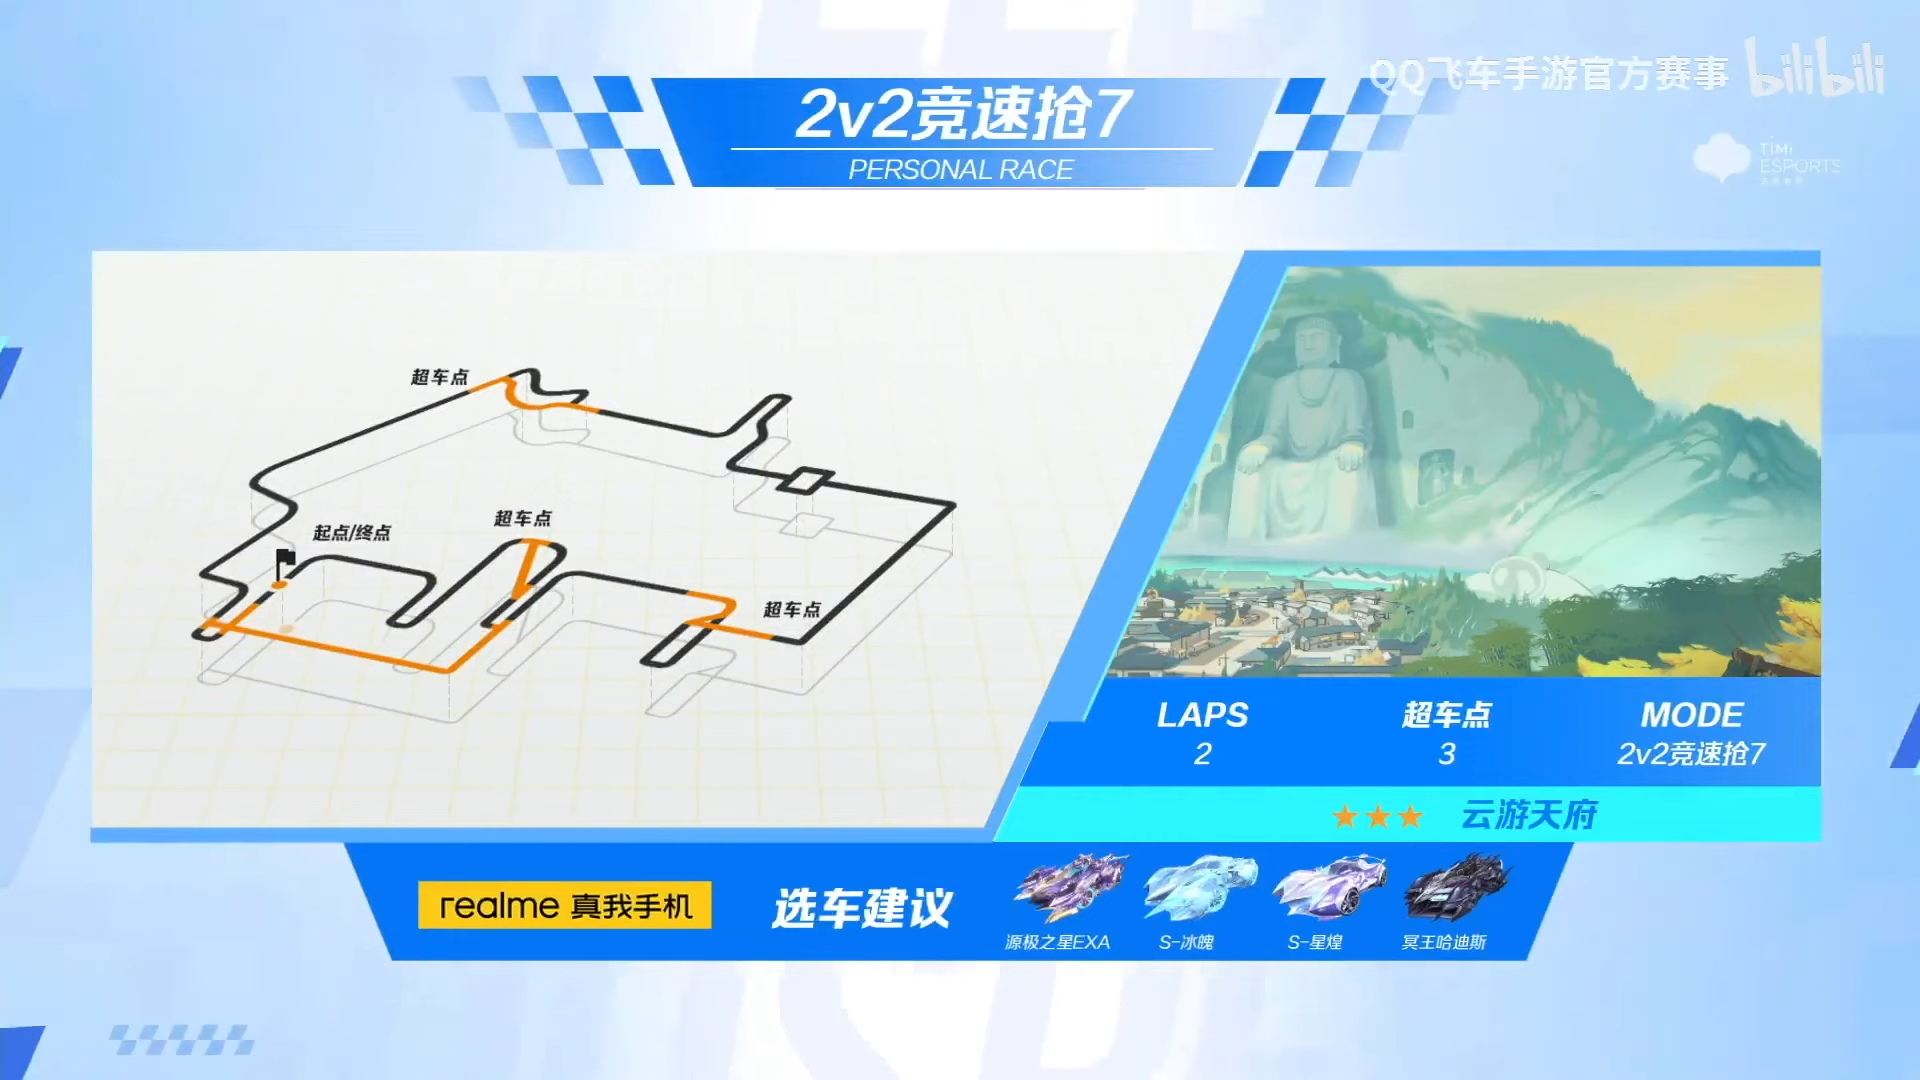 QQ飞车手游官方赛事 bilibili
2v2竞速抢7
PERSONAL RACE
TiMi
ESPORTS
超车点
起点/终点
超车点
超车点
LAPS
2
超车点
3
MODE
2v2竞速抢7
云游天府
realme 真我手机
选车建议
源极之星EXA
S-冰魄
S-星煌
冥王哈迪斯